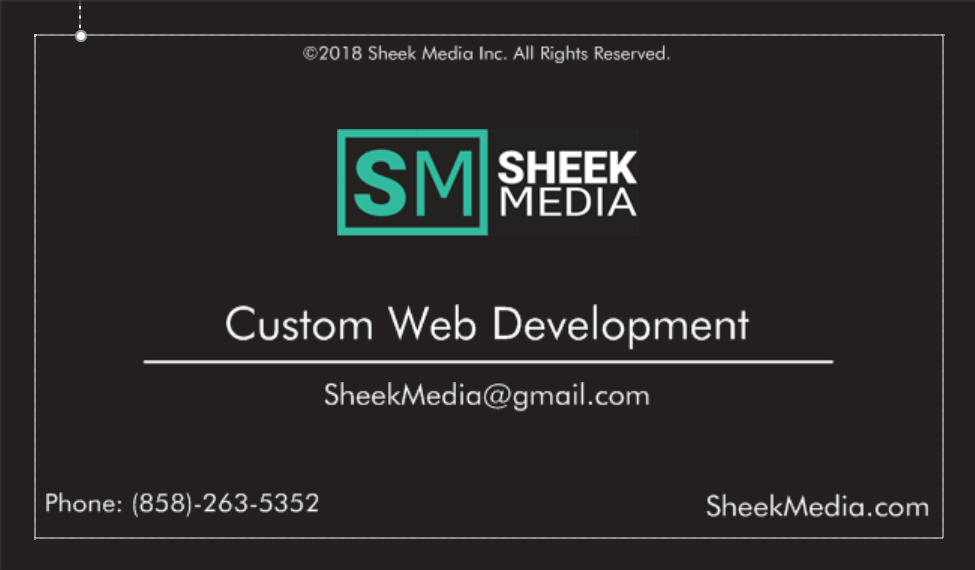 ©2018 Sheek Media Inc. All Rights Reserved.
SM
SHEEK
MEDIA
Custom Web Development
SheekMedia@gmail.com
Phone: (858)-263-5352
SheekMedia.com